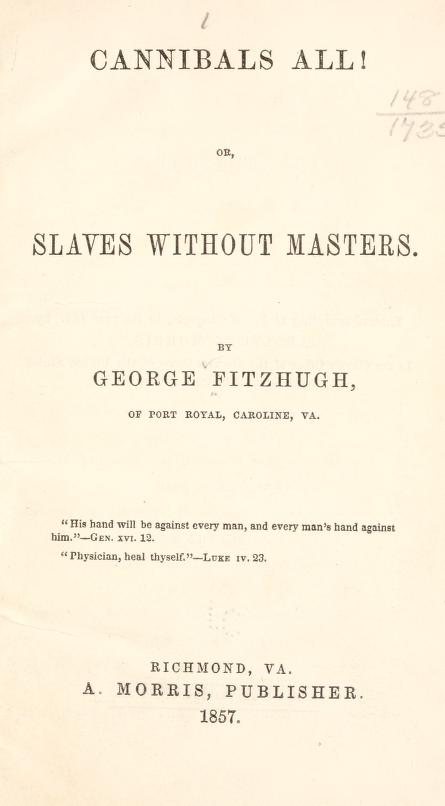 1
CANNIBALS ALL!
148
OR,
SLAVES WITHOUT MASTERS.
BY
GEORGE FITZHUGH,
OF PORT ROYAL, CAROLINE, VA.
"His hand will be against every man, and every man's hand against
him."—GEN. XVI. 12.
"Physician, heal thyself."—LUKE IV. 23.
RICHMOND, VA.
A. MORRIS, PUBLISHER.
1857.